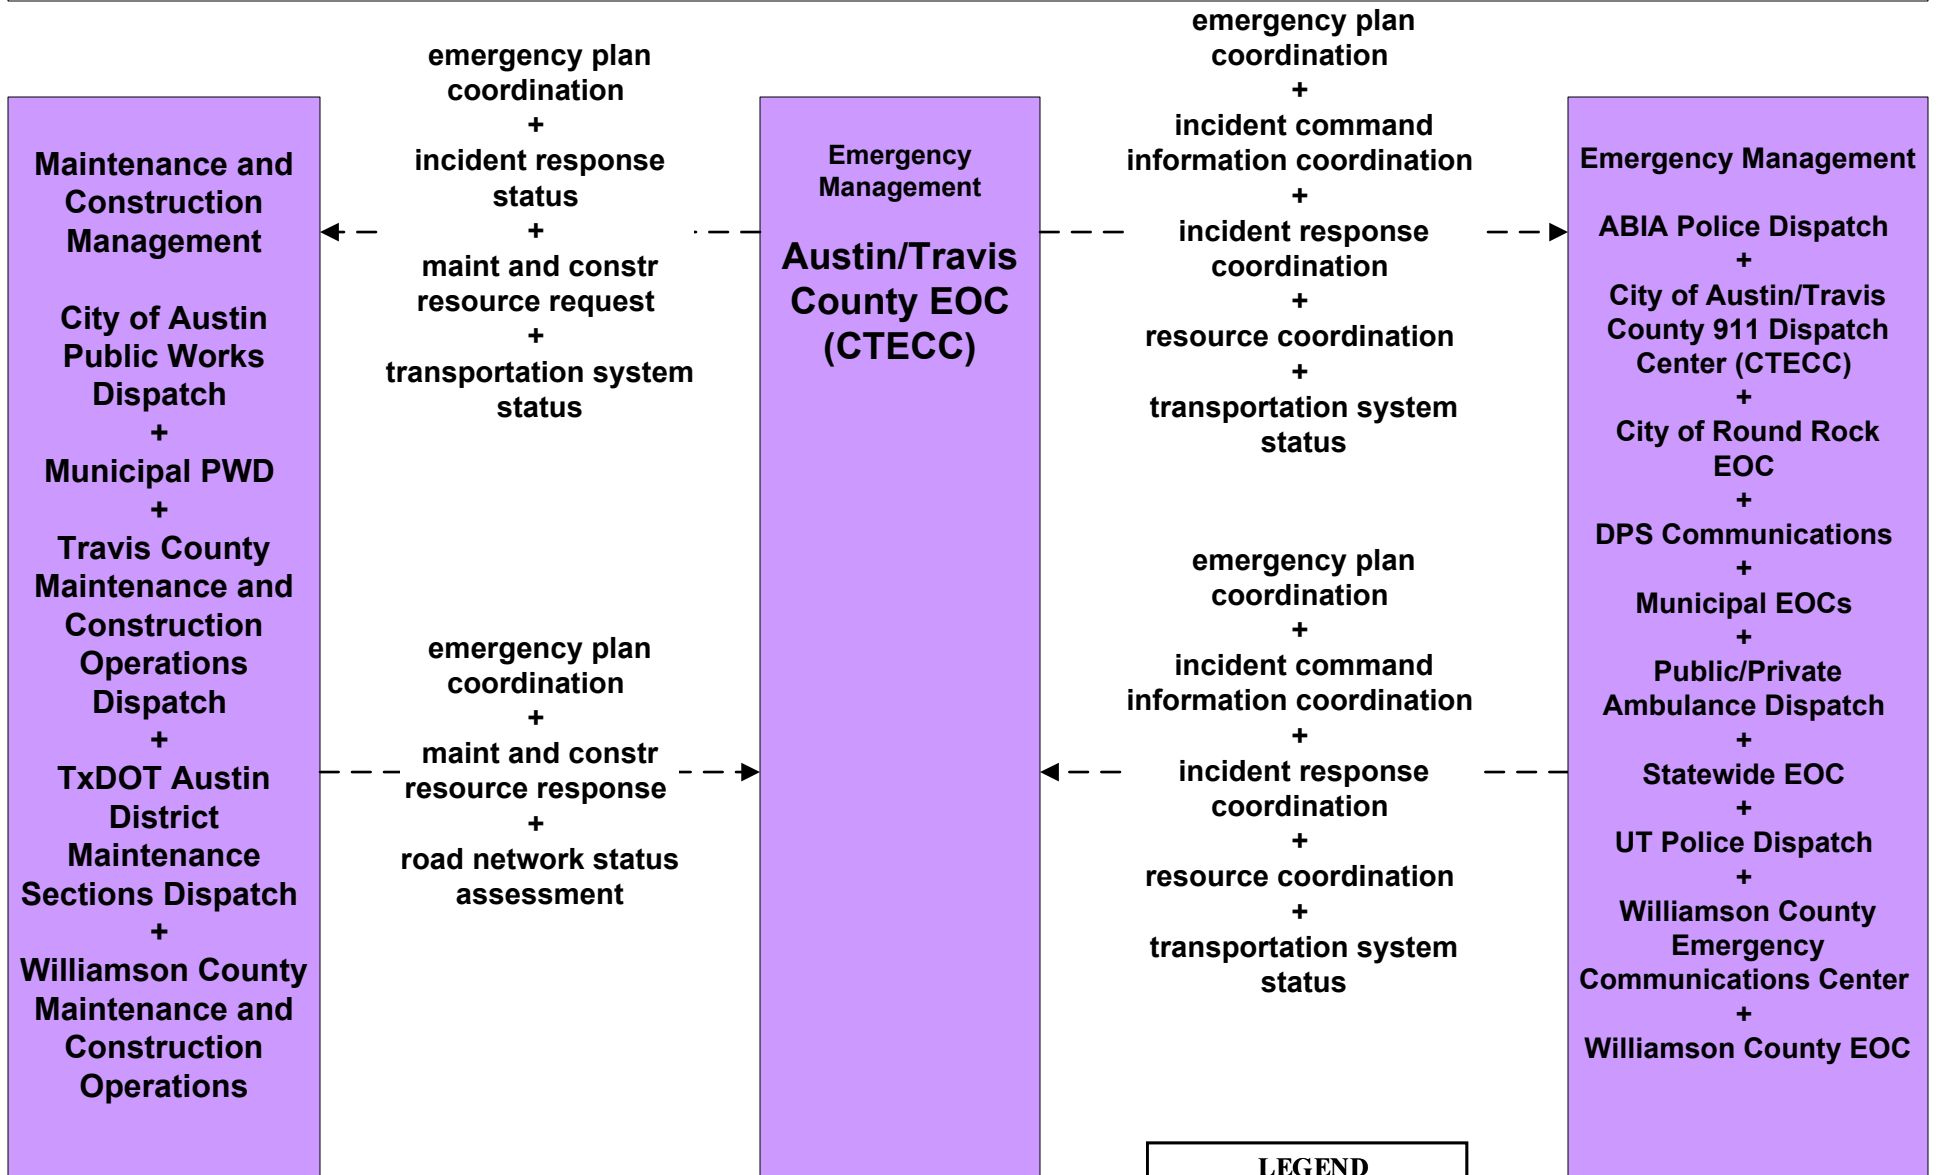 Maintenance and
Construction
Management
City of Austin
Public Works
Dispatch
+
Municipal PWD
+
Travis County
Maintenance and
Construction
Operations
Dispatch
+
TxDOT Austin
District
Maintenance
Sections Dispatch
+
Williamson County
Maintenance and
Construction
Operations
emergency plan
coordination
+
incident response
status
+
maint and constr
resource request
+
transportation system
status
emergency plan
coordination
+
maint and constr
resource response
+
road network status
assessment
Emergency
Management
Austin/Travis
County EOC
(CTECC)
emergency plan
coordination
+
incident command
information coordination
+
incident response
coordination
+
resource coordination
+
transportation system
status
emergency plan
coordination
+
incident command
information coordination
+
incident response
coordination
+
resource coordination
+
transportation system
status
Emergency Management
ABIA Police Dispatch
+
City of Austin/Travis
County 911 Dispatch
Center (CTECC)
+
City of Round Rock
EOC
+
DPS Communications
+
Municipal EOCs
+
Public/Private
Ambulance Dispatch
+
Statewide EOC
+
UT Police Dispatch
+
Williamson County
Emergency
Communications Center
+
Williamson County EOC
LEGEND